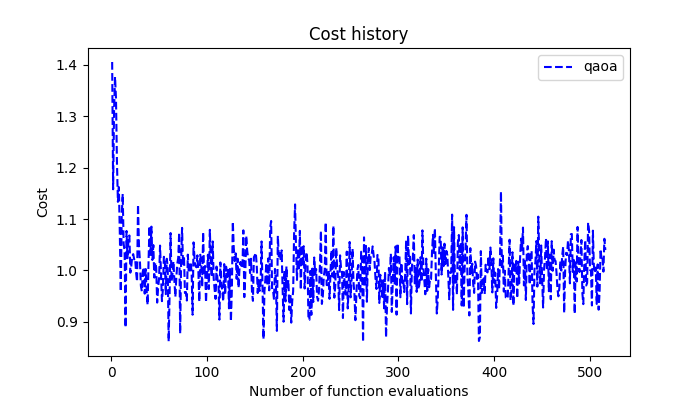 Cost history
qaoa
Cost
1.4
1.3
1.2
1.1
1.0
0.9
0 100 200 300 400 500
Number of function evaluations